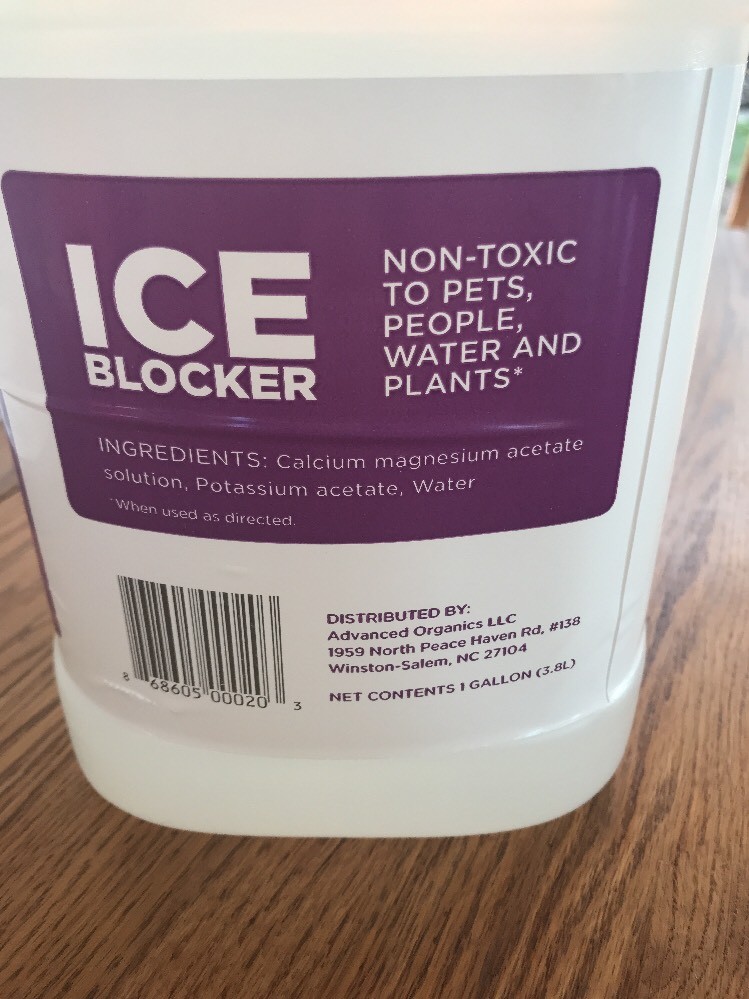 ICE
BLOCKER
NON-TOXIC
TO PETS,
PEOPLE,
WATER AND
PLANTS*
INGREDIENTS: Calcium magnesium acetate
solution, Potassium acetate, Water
*When used as directed.
8 68605 00020 3
DISTRIBUTED BY:
Advanced Organics LLC
1959 North Peace Haven Rd, #138
Winston-Salem, NC 27104
NET CONTENTS 1 GALLON (3.8L)